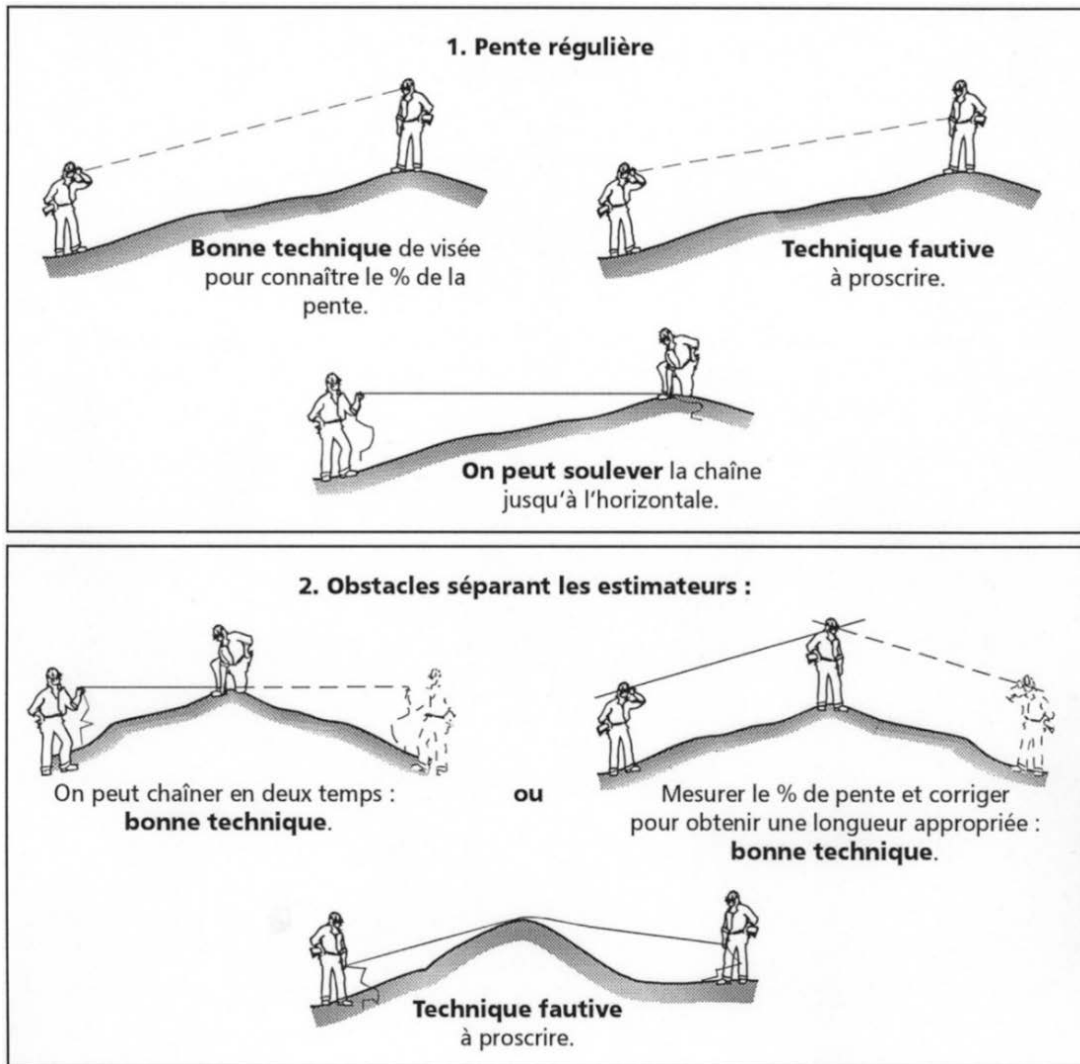 1. Pente régulière
Bonne technique de visée
pour connaître le % de la
pente.
Technique fautive
à proscrire.
On peut soulever la chaîne
jusqu'à l'horizontale.
2. Obstacles séparant les estimateurs :
On peut chaîner en deux temps :
bonne technique.
ou
Mesurer le % de pente et corriger
pour obtenir une longueur appropriée :
bonne technique.
Technique fautive
à proscrire.